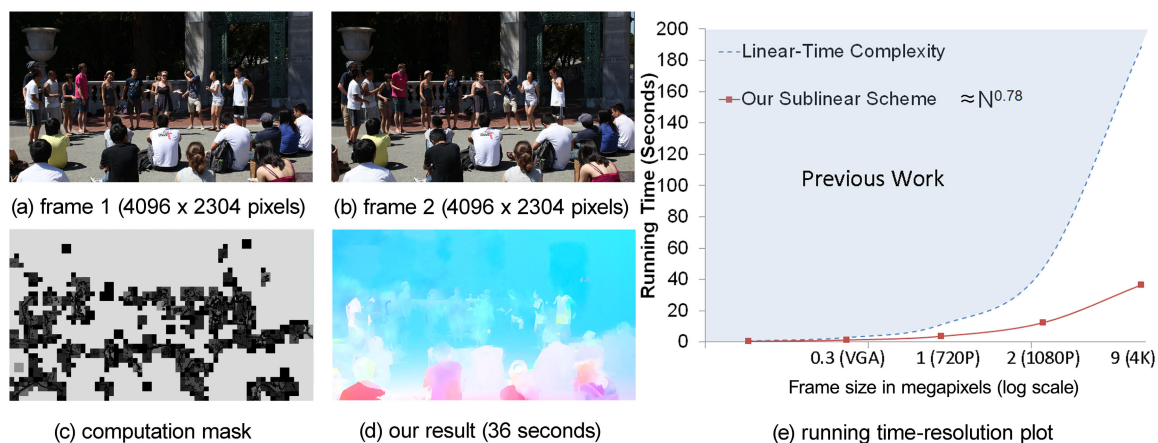 (a) frame 1 (4096 x 2304 pixels)
(b) frame 2 (4096 x 2304 pixels)
(c) computation mask
(d) our result (36 seconds)
200
180
160
140
120
100
80
60
40
20
0
Running Time (Seconds)
Linear-Time Complexity
Our Sublinear Scheme ≈N^0.78
Previous Work
0.3 (VGA) 1 (720P) 2 (1080P) 9 (4K)
Frame size in megapixels (log scale)
(e) running time-resolution plot